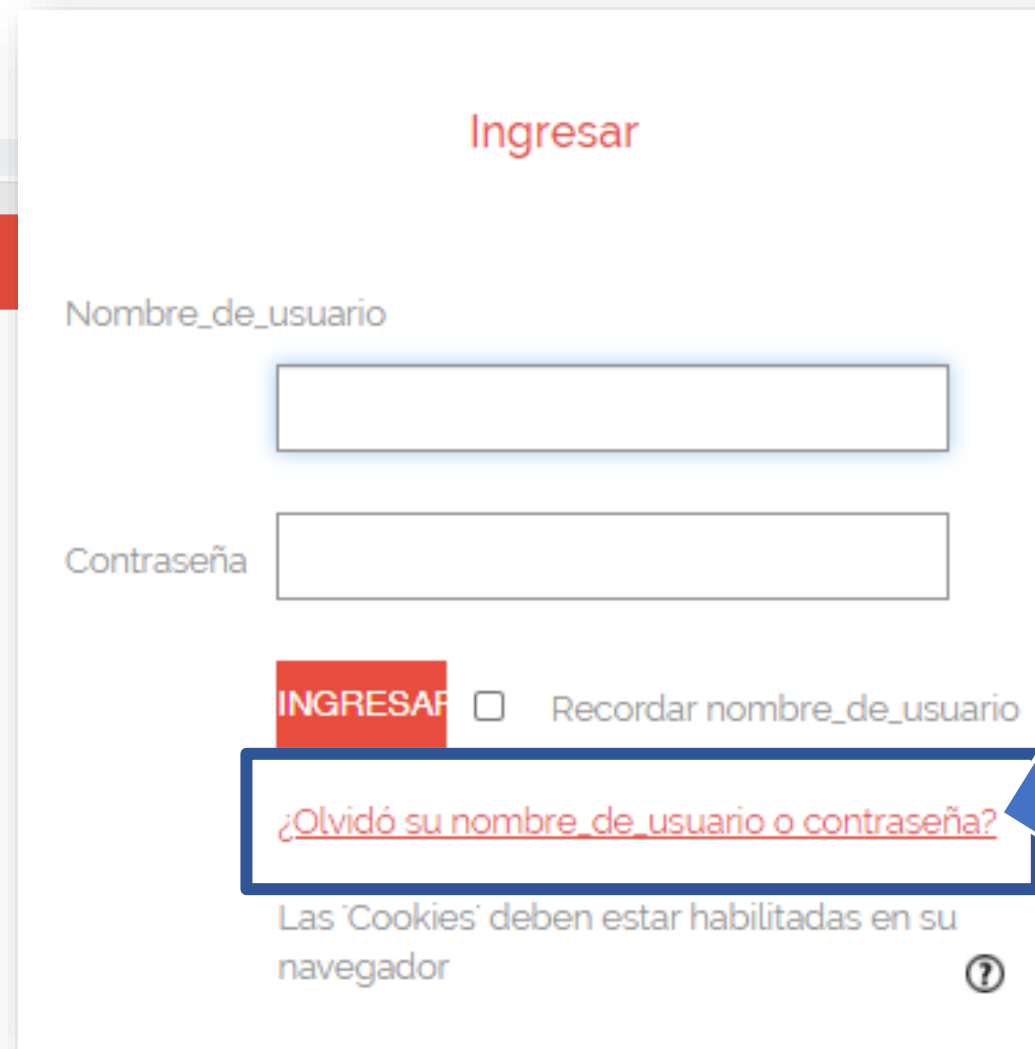 Ingresar
Nombre_de_usuario
Contraseña
INGRESAR
Recordar nombre_de_usuario
¿Olvidó su nombre_de_usuario o contraseña?
Las 'Cookies' deben estar habilitadas en su
navegador
?